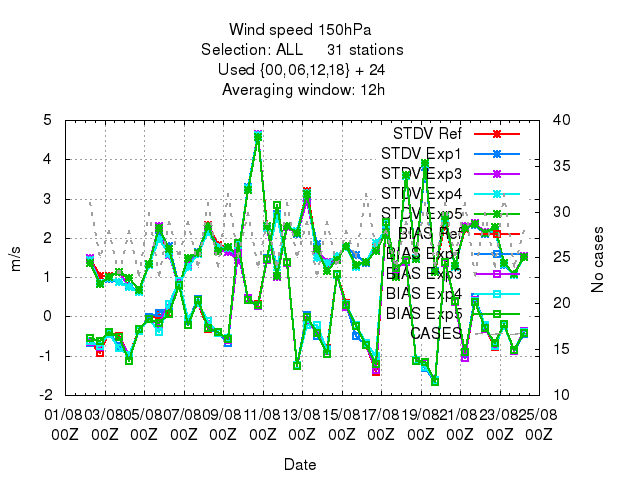 Wind speed 150hPa
Selection: ALL 31 stations
Used {00,06,12,18} + 24
Averaging window: 12h
5
4
3
2
1
0
-1
-2
m/s
40
35
30
25
20
15
10
No cases
STDV Ref
STDV Exp1
STDV Exp3
STDV Exp4
STDV Exp5
BIAS Ref
BIAS Exp1
BIAS Exp3
BIAS Exp4
BIAS Exp5
CASES
01/08 03/08 05/08 07/08 09/08 11/08 13/08 15/08 17/08 19/08 21/08 23/08 25/08
00Z 00Z 00Z 00Z 00Z 00Z 00Z 00Z 00Z 00Z 00Z 00Z 00Z
Date